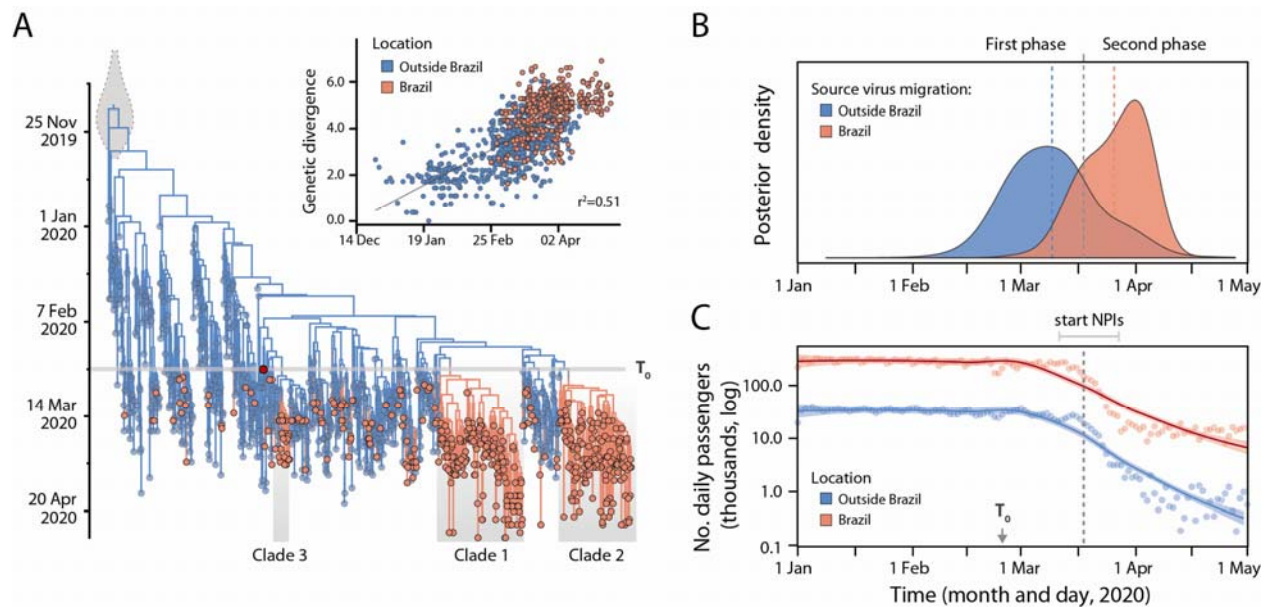 A
25 Nov
2019
1 Jan
2020
7 Feb
2020
14 Mar
2020
20 Apr
2020
Location
Outside Brazil
Brazil
Genetic divergence
6.0
4.0
2.0
0.0
r²=0.51
14 Dec 19 Jan 25 Feb 02 Apr
T₀
Clade 3 Clade 1 Clade 2
B
First phase Second phase
Source virus migration:
Outside Brazil
Brazil
Posterior density
1 Jan 1 Feb 1 Mar 1 Apr 1 May
C
start NPIs
No. daily passengers
(thousands, log)
100.0
10.0
1.0
0.1
Location
Outside Brazil
Brazil
T₀
1 Jan 1 Feb 1 Mar 1 Apr 1 May
Time (month and day, 2020)